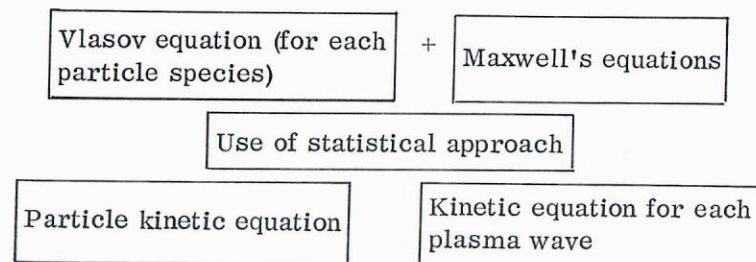 Vlasov equation (for each
particle species)
+
Maxwell's equations
Use of statistical approach
Particle kinetic equation
Kinetic equation for each
plasma wave